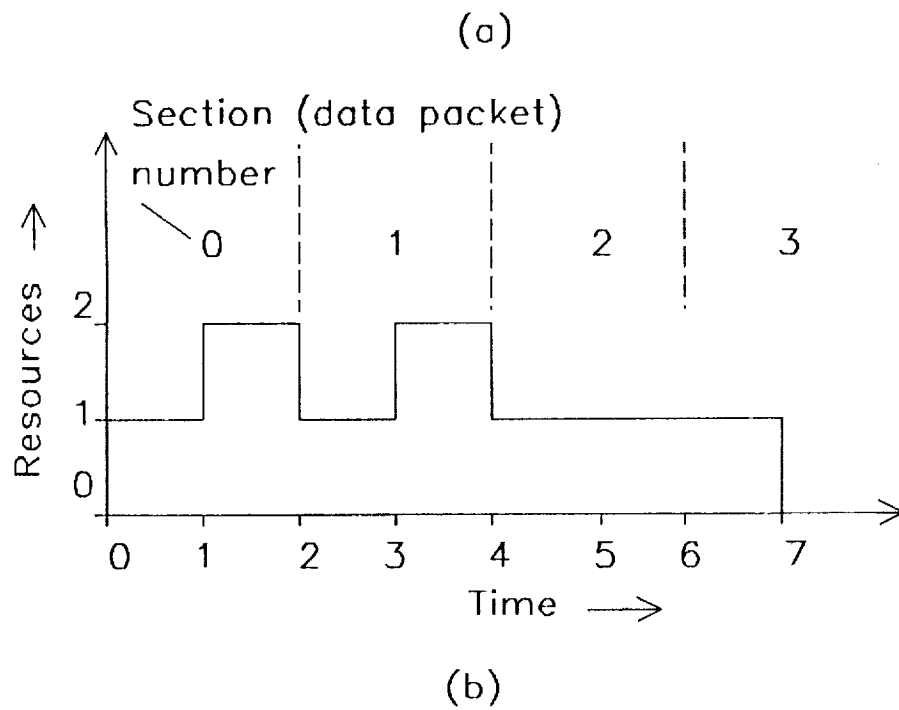 (a)
Section (data packet)
number
0 1 2 3
Resources
2
1
0
0 1 2 3 4 5 6 7
Time
(b)